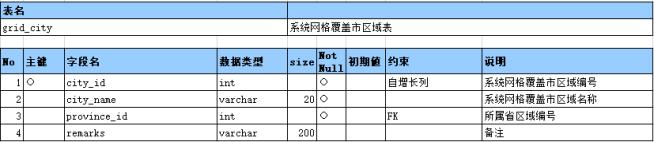 表名
grid_city 系统网格覆盖市区域表
No 主键 字段名 数据类型 size Not Null 初期値 约束 说明
1 ○ city_id int ○ 自增长列 系统网格覆盖市区域编号
2 city_name varchar 20 ○ 系统网格覆盖市区域名称
3 province_id int ○ FK 所属省区域编号
4 remarks varchar 200 备注